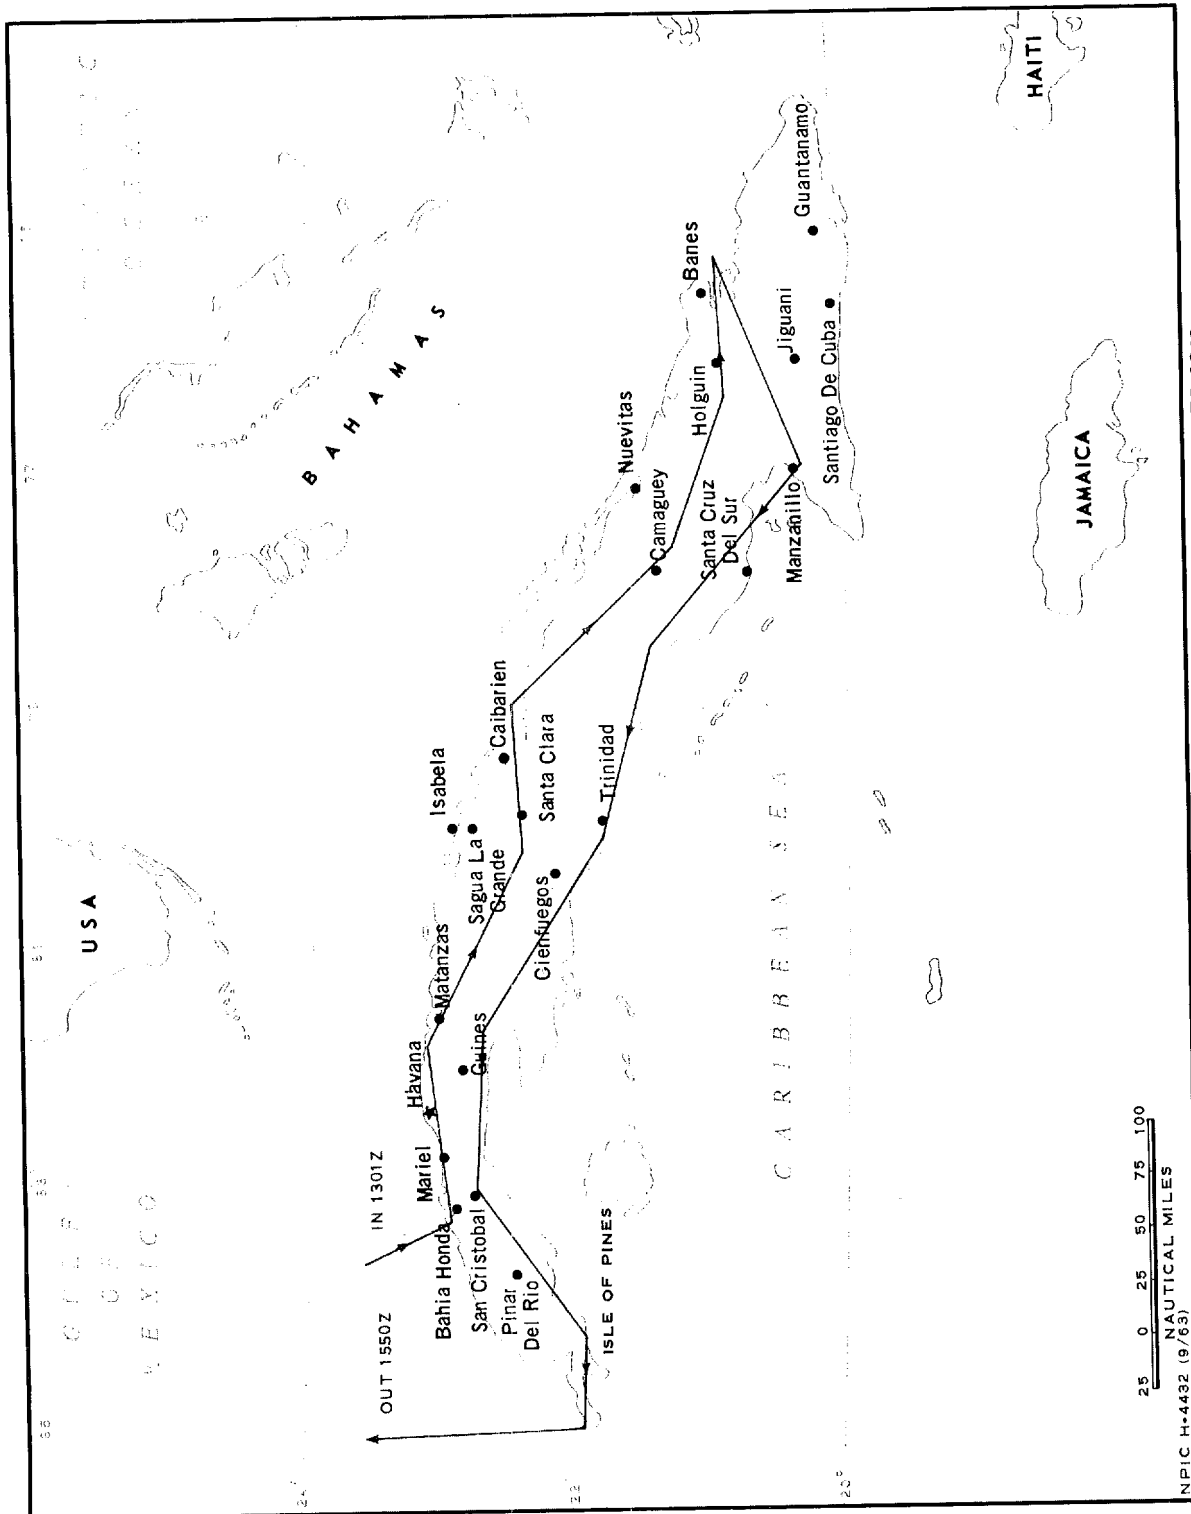 USA
BAHAMAS
HAITI
JAMAICA
GULF
OF
MEXICO
OCEAN
CARIBBEAN SEA
IN 1301Z
OUT 1550Z
Havana
Mariel
Bahia Honda
San Cristobal
Pinar
Del Rio
ISLE OF PINES
Matanzas
Guines
Isabela
Sagua La
Grande
Cienfuegos
Caibarien
Santa Clara
Trinidad
Nuevitas
Camaguey
Santa Cruz
Del Sur
Holguin
Banes
Manzanillo
Jiguani
Santiago De Cuba
Guantanamo
22
20°
25 0 25 50 75 100
NAUTICAL MILES
NPIC H-4432 (9/63)